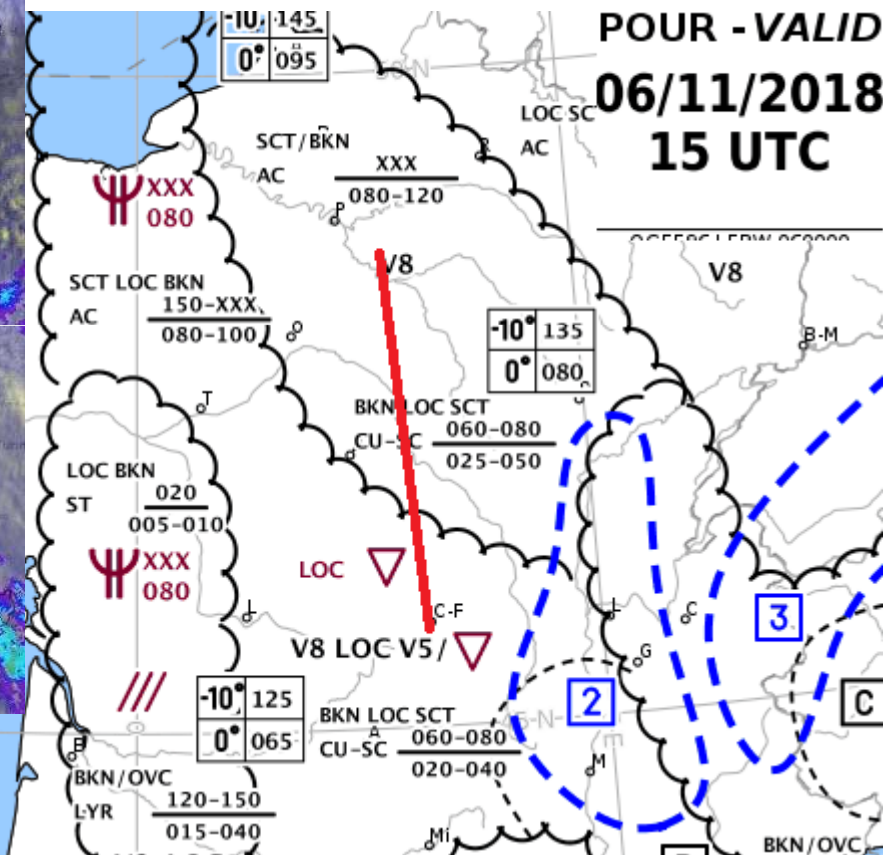 -10° 145
0° 095
POUR - VALID
06/11/2018
15 UTC
LOC SC
AC
R
SCT/BKN
AC
XXX
080-120
XXX
080
P
V8
V8
SCT LOC BKN
AC
150-XXX
080-100
O
-10° 135
0° 080
B-M
T
BKN LOC SCT
CU-SC
060-080
025-050
LOC BKN
ST
020
005-010
XXX
080
LOC
L
C-F
L
C
3
V8 LOC V5/
G
-10° 125
0° 065
2
C
BKN LOC SCT
CU-SC
060-080
020-040
A
45-N
B
M
BKN/OVC
LYR
120-150
015-040
Mi
BKN/OVC